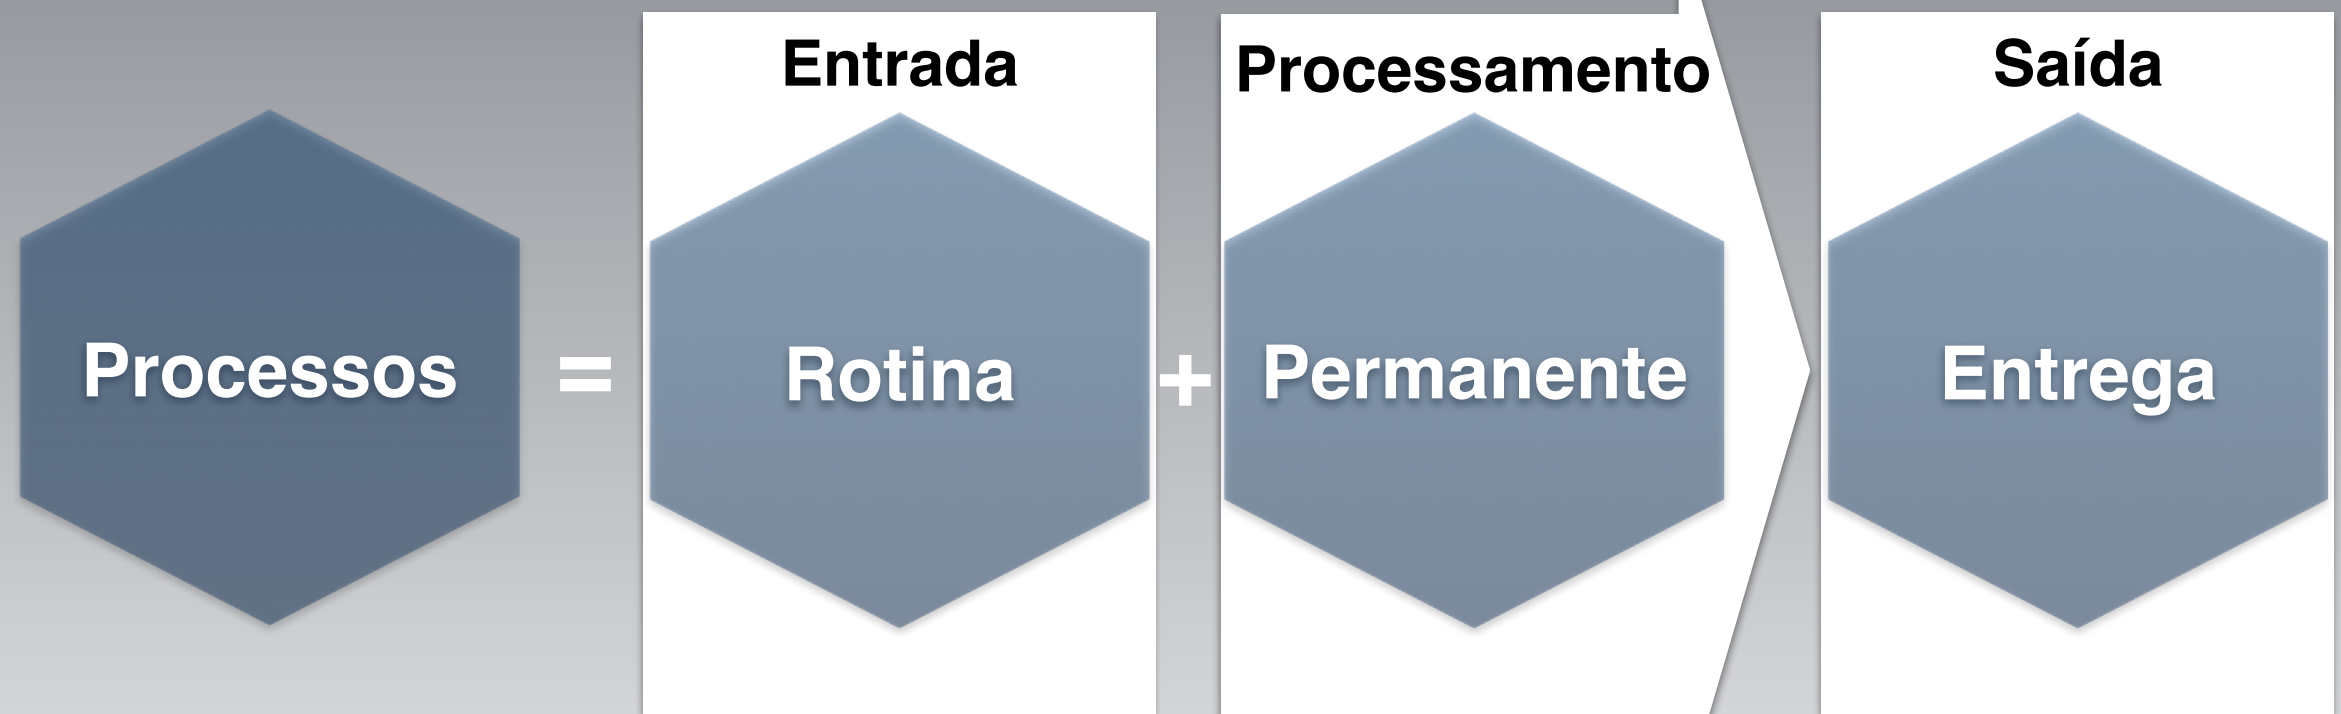 Entrada
Processamento
Saída
Processos
=
Rotina
+
Permanente
Entrega